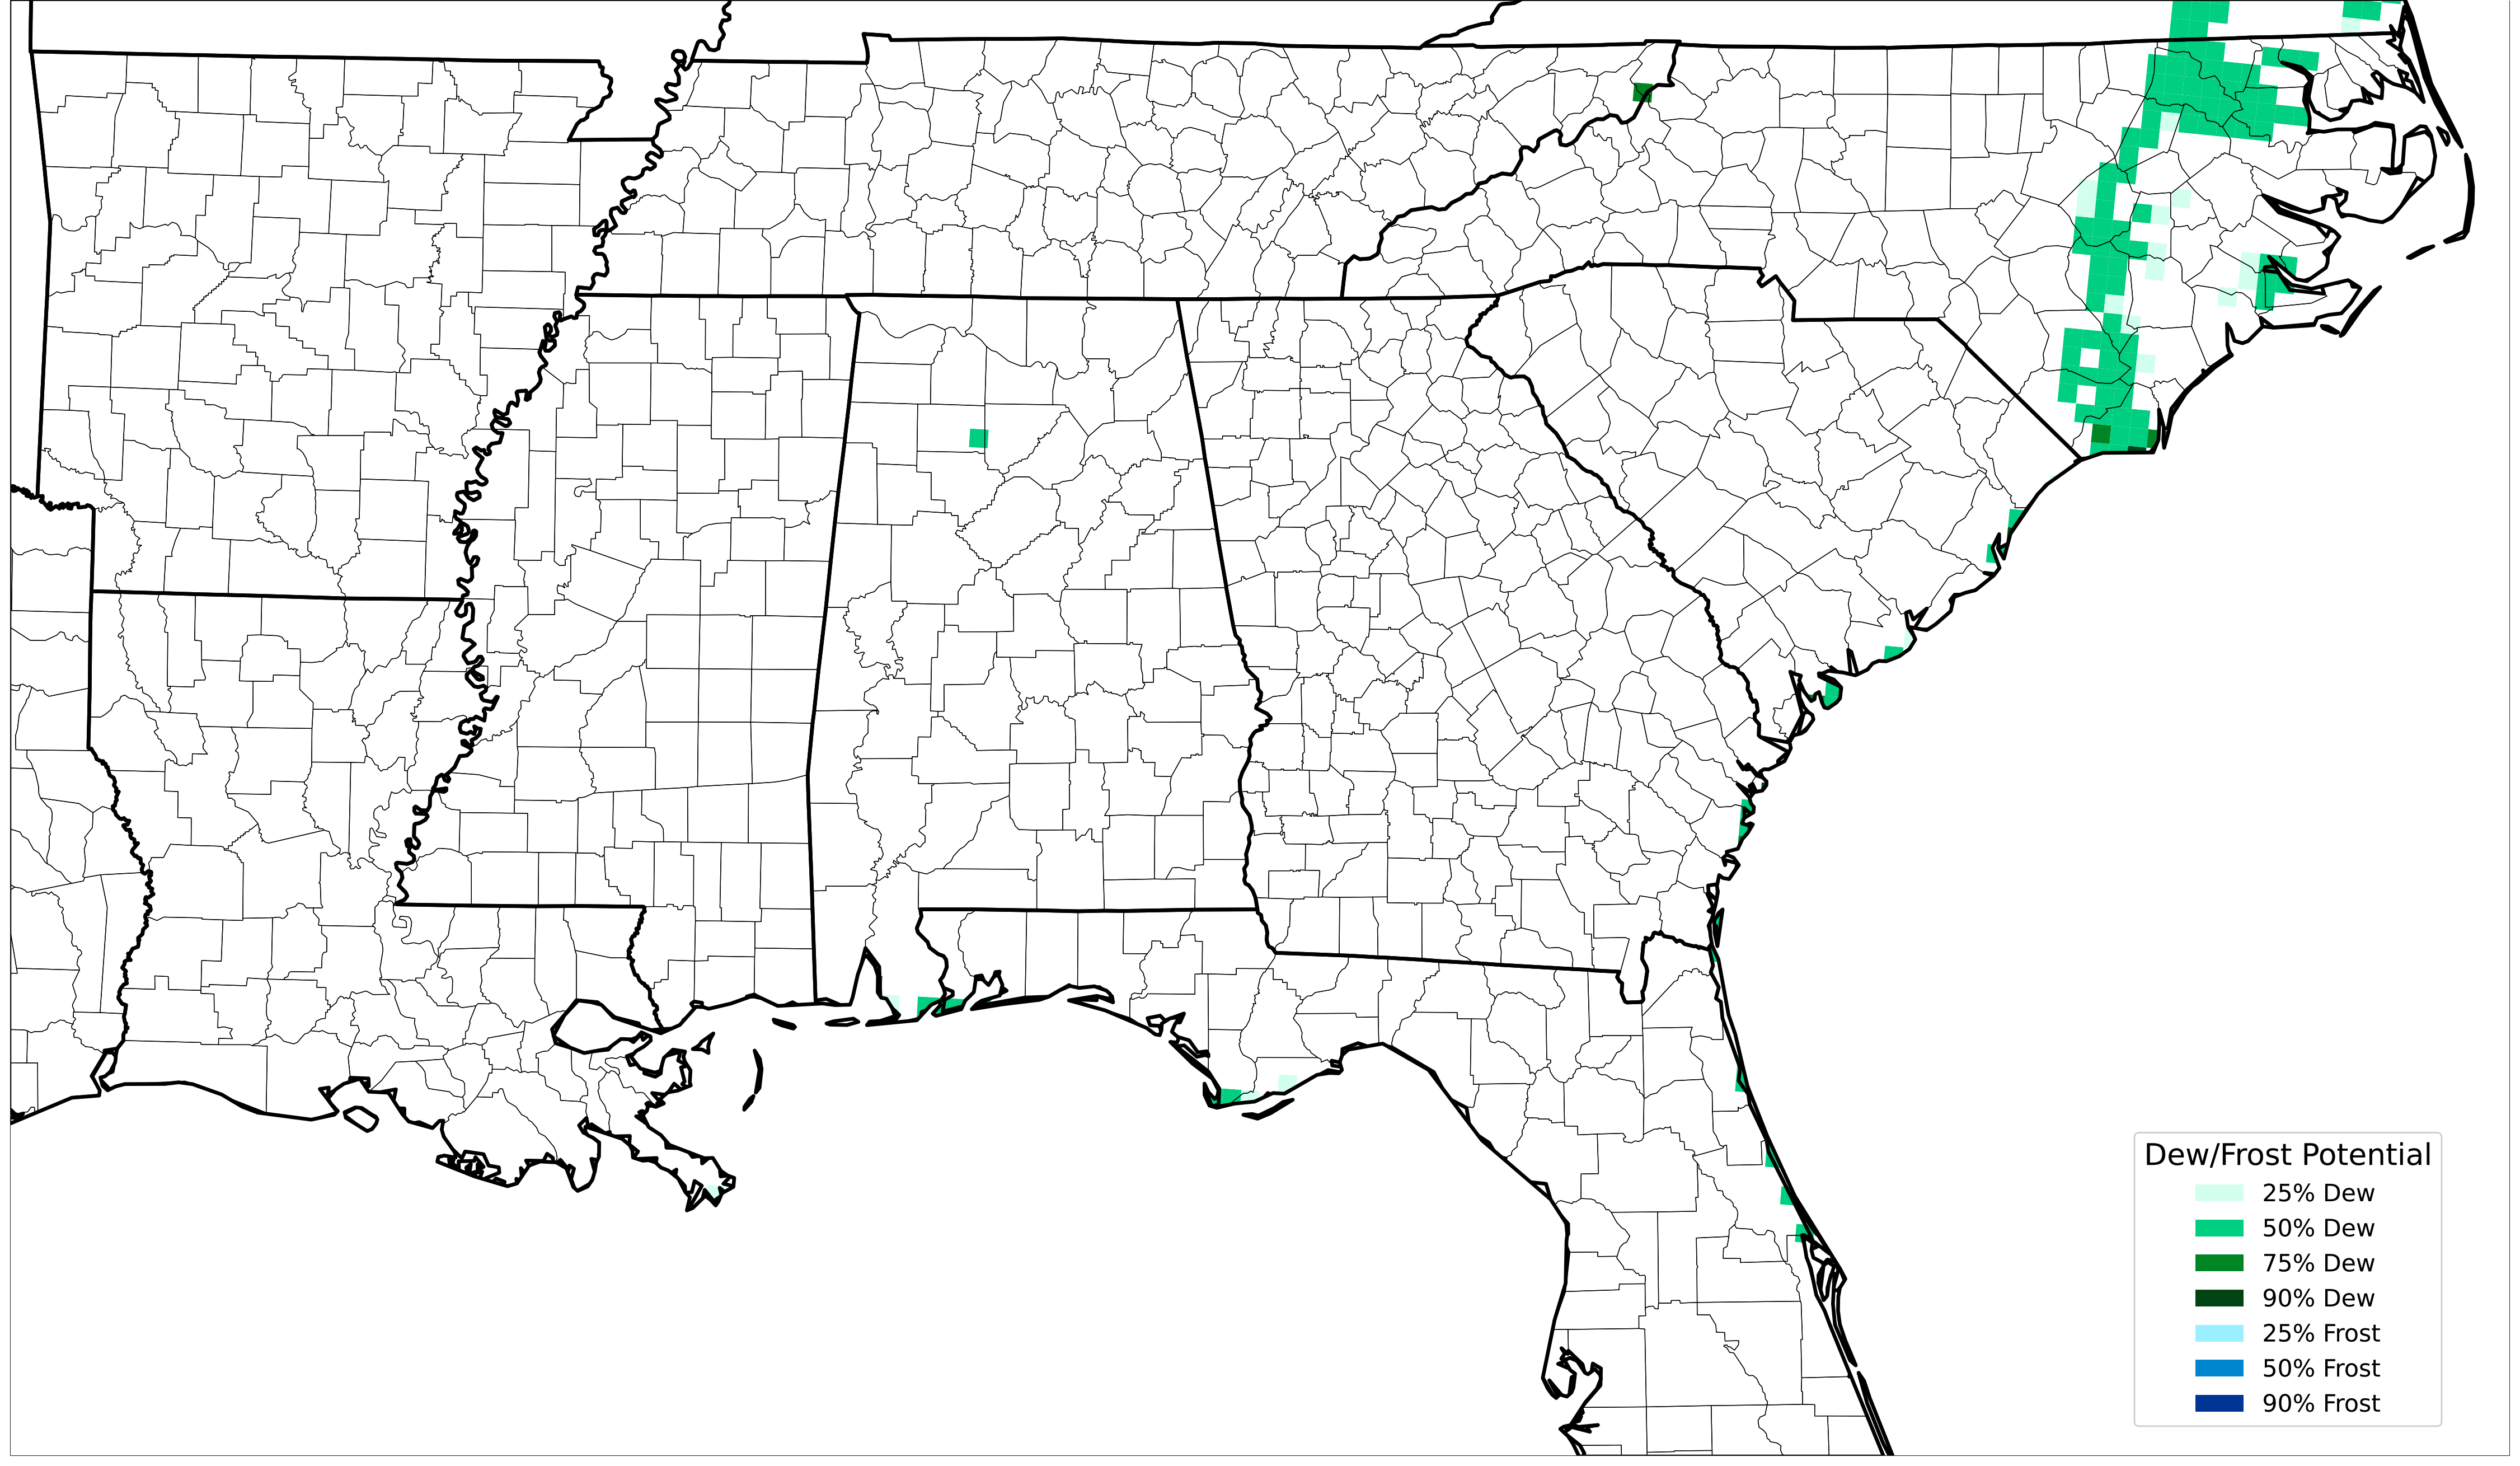 Dew/Frost Potential
25% Dew
50% Dew
75% Dew
90% Dew
25% Frost
50% Frost
90% Frost